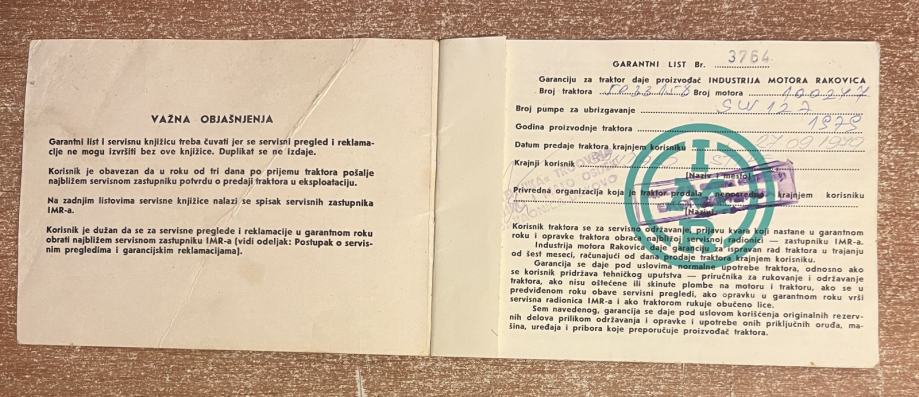 VAŽNA OBJAŠNJENJA
Garantni list i servisnu knjižicu treba čuvati jer se servisni pregled i reklama-
cije ne mogu izvršiti bez ove knjižice. Duplikat se ne izdaje.
Korisnik je obavezan da u roku od tri dana po prijemu traktora pošalje
najbližem servisnom zastupniku potvrdu o predaji traktora u eksploataciju.
Na zadnjim listovima servisne knjižice nalazi se spisak servisnih zastupnika
IMR-a.
Korisnik je dužan da se za servisne preglede i reklamacije u garantnom roku
obrati najbližem servisnom zastupniku IMR-a (vidi odeljak: Postupak o servis-
nim pregledima i garancijskim reklamacijama).
GARANTNI LIST Br. 3764
Garanciju za traktor daje proizvođač INDUSTRIJA MOTORA RAKOVICA
Broj traktora Broj motora 100247
Broj pumpe za ubrizgavanje SW 127
Godina proizvodnje traktora 1979
Datum predaje traktora krajnjem korisniku
Krajnji korisnik
(Naziv i mesto)
Privredna organizacija koja je traktor prodala neposredno krajnjem korisniku
(Naziv
Korisnik traktora se za servisno održavanje, prijavu kvara koji nastane u garantnom
roku i opravke traktora obraća najbližoj servisnoj radionici — zastupniku IMR-a.
Industrija motora Rakovica daje garanciju za ispravan rad traktora u trajanju
od šest meseci, računajući od dana prodaje traktora krajnjem korisniku.
Garancija se daje pod uslovima normalne upotrebe traktora, odnosno ako
se korisnik pridržava tehničkog uputstva — priručnika za rukovanje i održavanje
traktora, ako nisu oštećene ili skinute plombe na motoru i traktoru, ako se u
predviđenom roku obave servisni pregledi, ako opravku u garantnom roku vrši
servisna radionica IMR-a i ako traktorom rukuje obučeno lice.
Sem navedenog, garancija se daje pod uslovom korišćenja originalnih rezerv-
nih delova prilikom održavanja i opravke i upotrebe onih priključnih oruđa, ma-
šina, uređaja i pribora koje preporučuje proizvođač traktora.